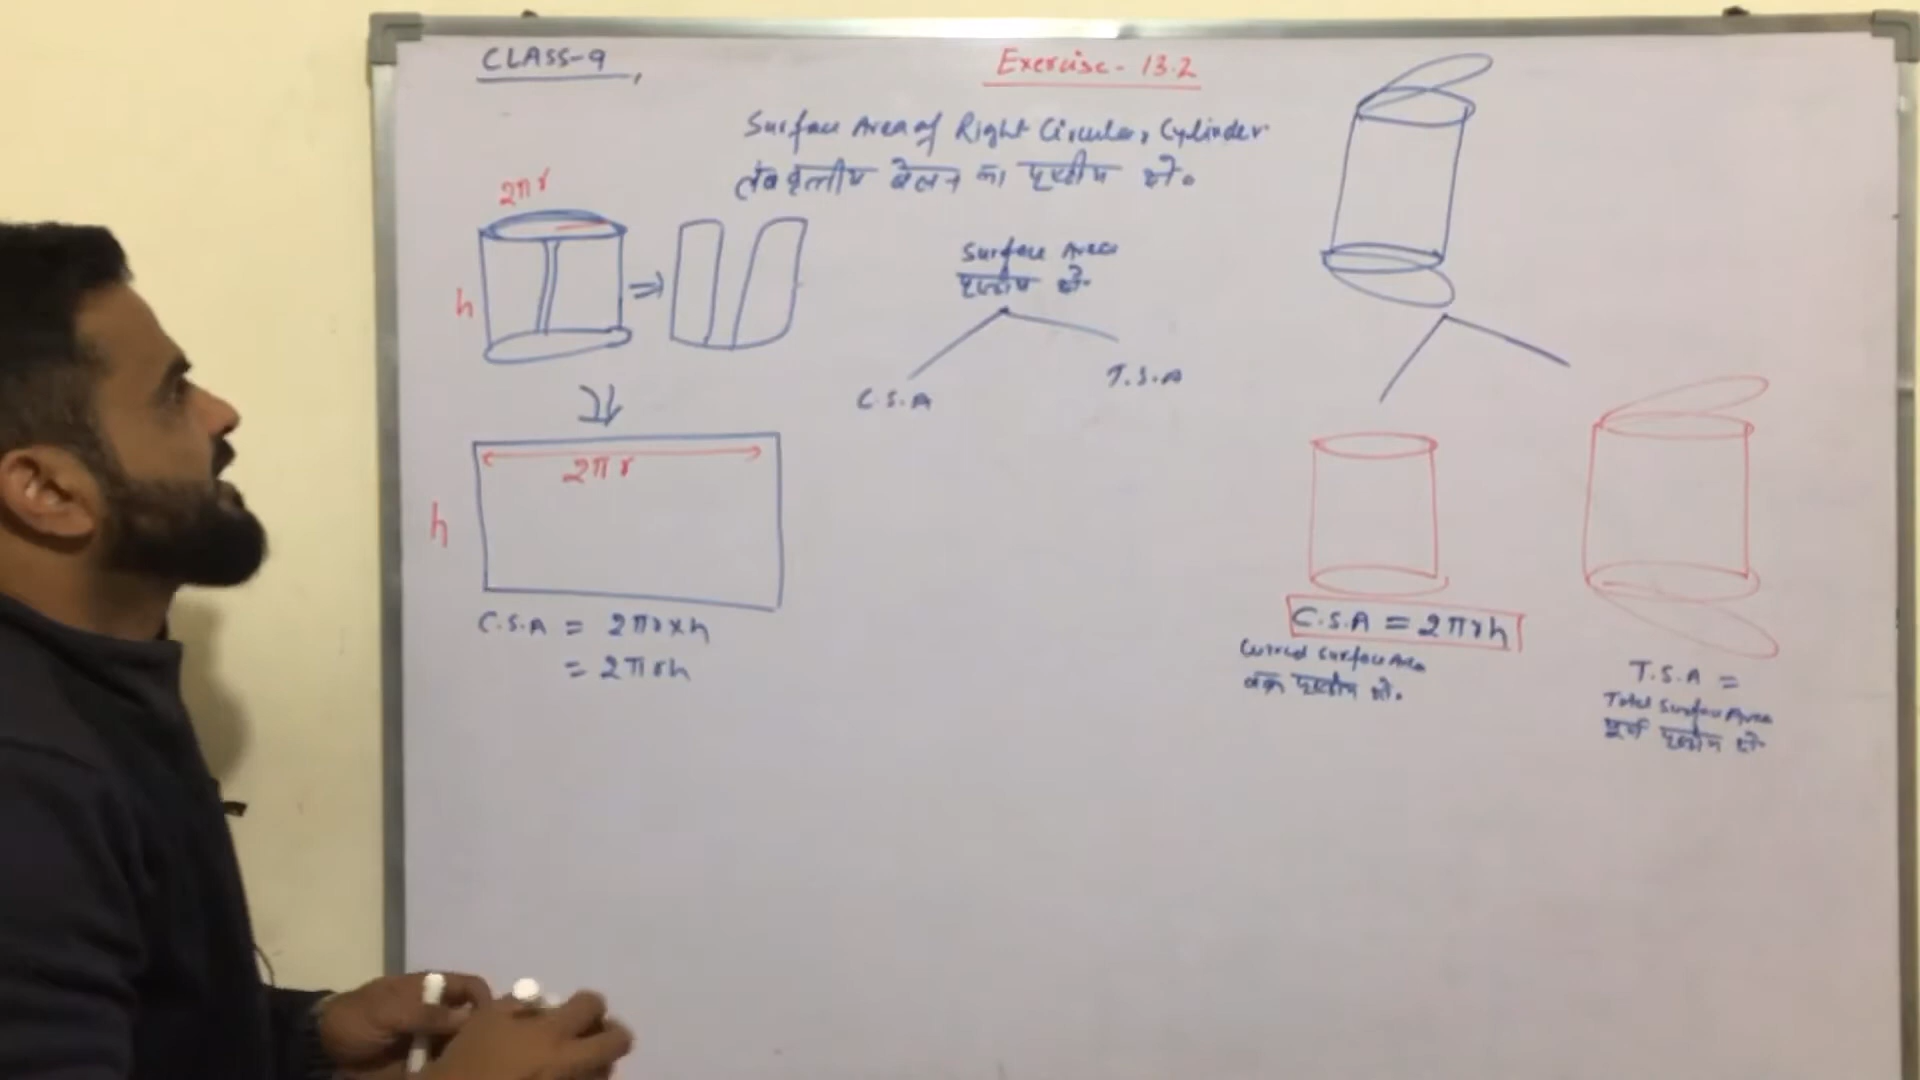 CLASS-9,
Exercise - 13.2
Surface Area of Right Circular Cylinder
लंब वृत्तीय बेलन का पृष्ठीय क्षे०
2πr
h
Surface Area
पृष्ठीय क्षे.
C.S.A
T.S.A
2πr
h
C.S.A = 2πr×h
= 2πrh
C.S.A = 2πrh
Curved Surface Area
वक्र पृष्ठीय क्षे.
T.S.A =
Total Surface Area
पूर्ण पृष्ठीय क्षे.